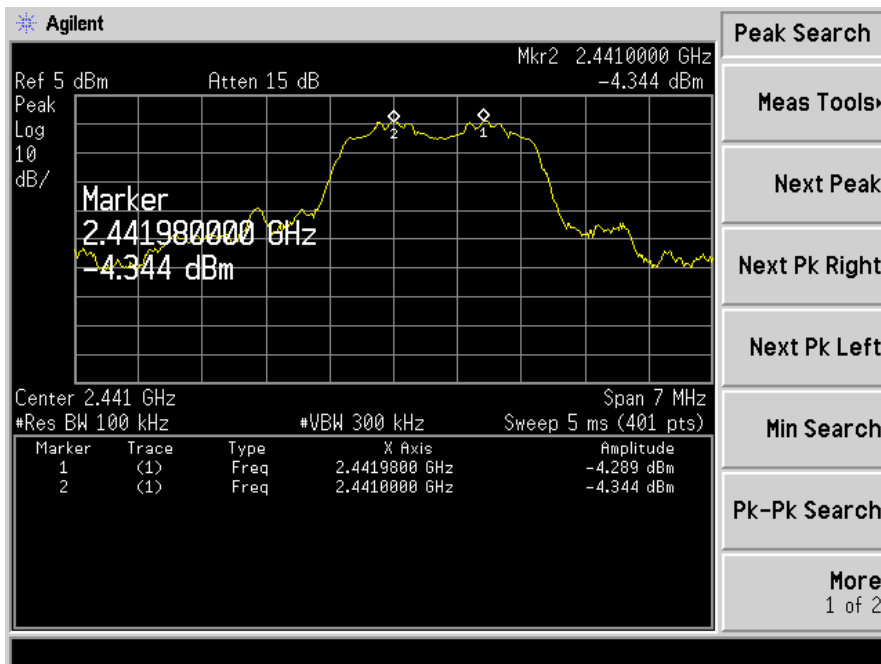 Agilent
Peak Search
Mkr2 2.4410000 GHz
Ref 5 dBm Atten 15 dB -4.344 dBm
Peak
Log
10
dB/
2
1
Marker
2.441980000 GHz
-4.344 dBm
Center 2.441 GHz Span 7 MHz
#Res BW 100 kHz #VBW 300 kHz Sweep 5 ms (401 pts)
Marker Trace Type X Axis Amplitude
1 (1) Freq 2.4419800 GHz -4.289 dBm
2 (1) Freq 2.4410000 GHz -4.344 dBm
Meas Tools
Next Peak
Next Pk Right
Next Pk Left
Min Search
Pk-Pk Search
More
1 of 2